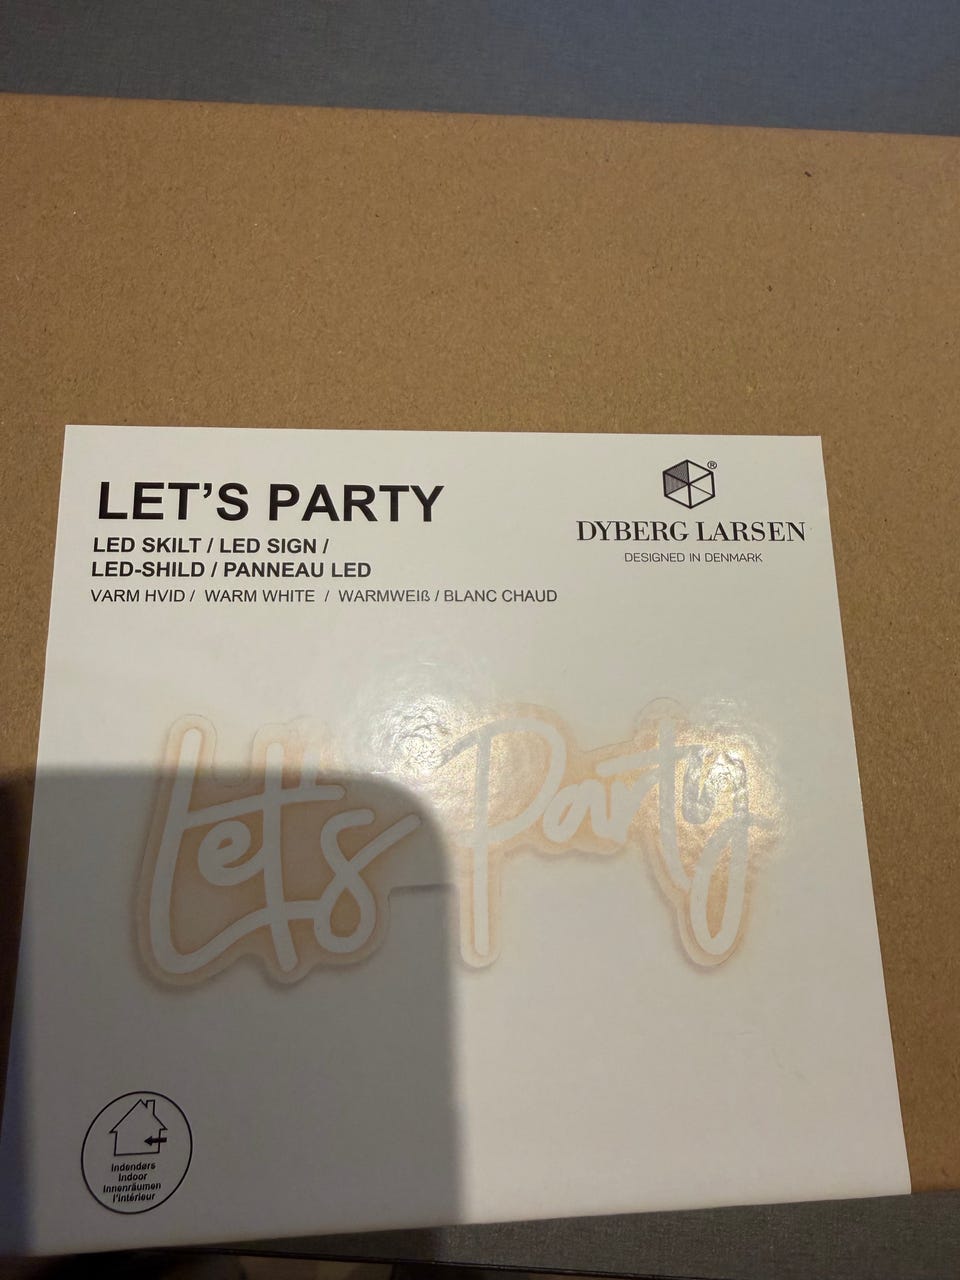 LET'S PARTY
LED SKILT / LED SIGN /
LED-SHILD / PANNEAU LED
VARM HVID / WARM WHITE / WARMWEIß / BLANC CHAUD
®
DYBERG LARSEN
DESIGNED IN DENMARK
Let's Party
Indendørs
Indoor
Innenräumen
l'intérieur